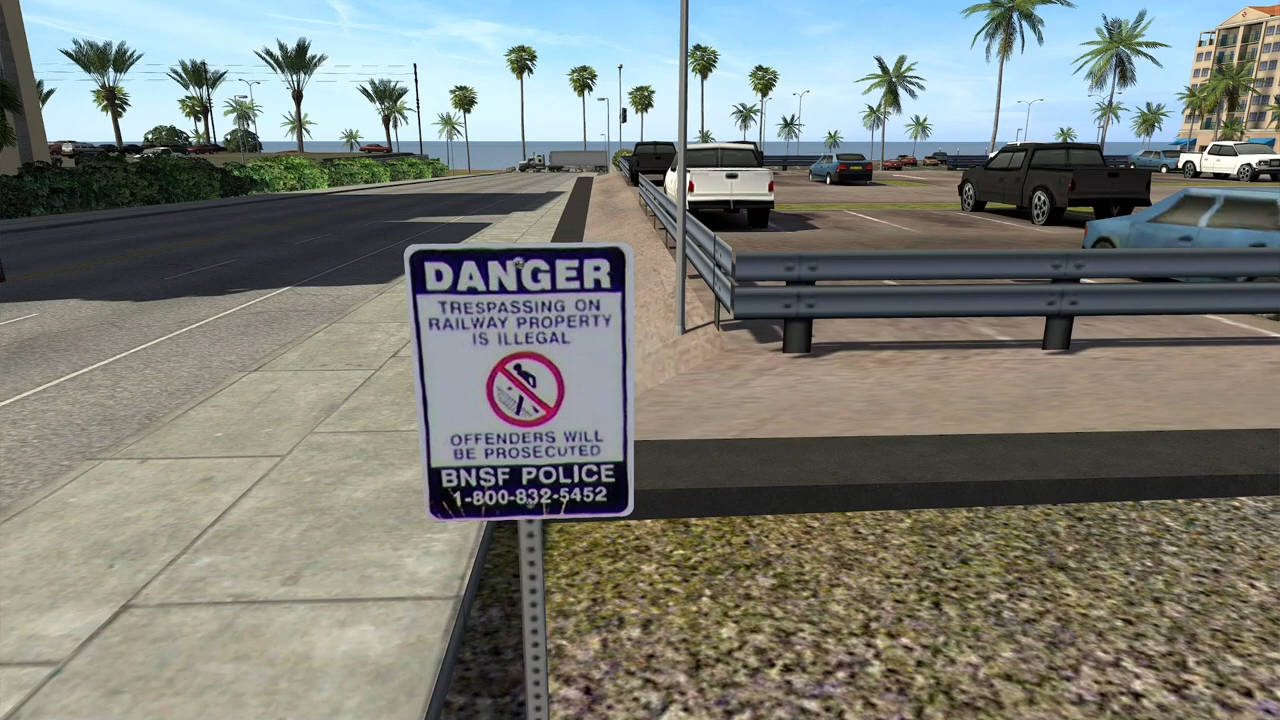 DANGER
TRESPASSING ON
RAILWAY PROPERTY
IS ILLEGAL
OFFENDERS WILL
BE PROSECUTED
BNSF POLICE
1-800-832-5452